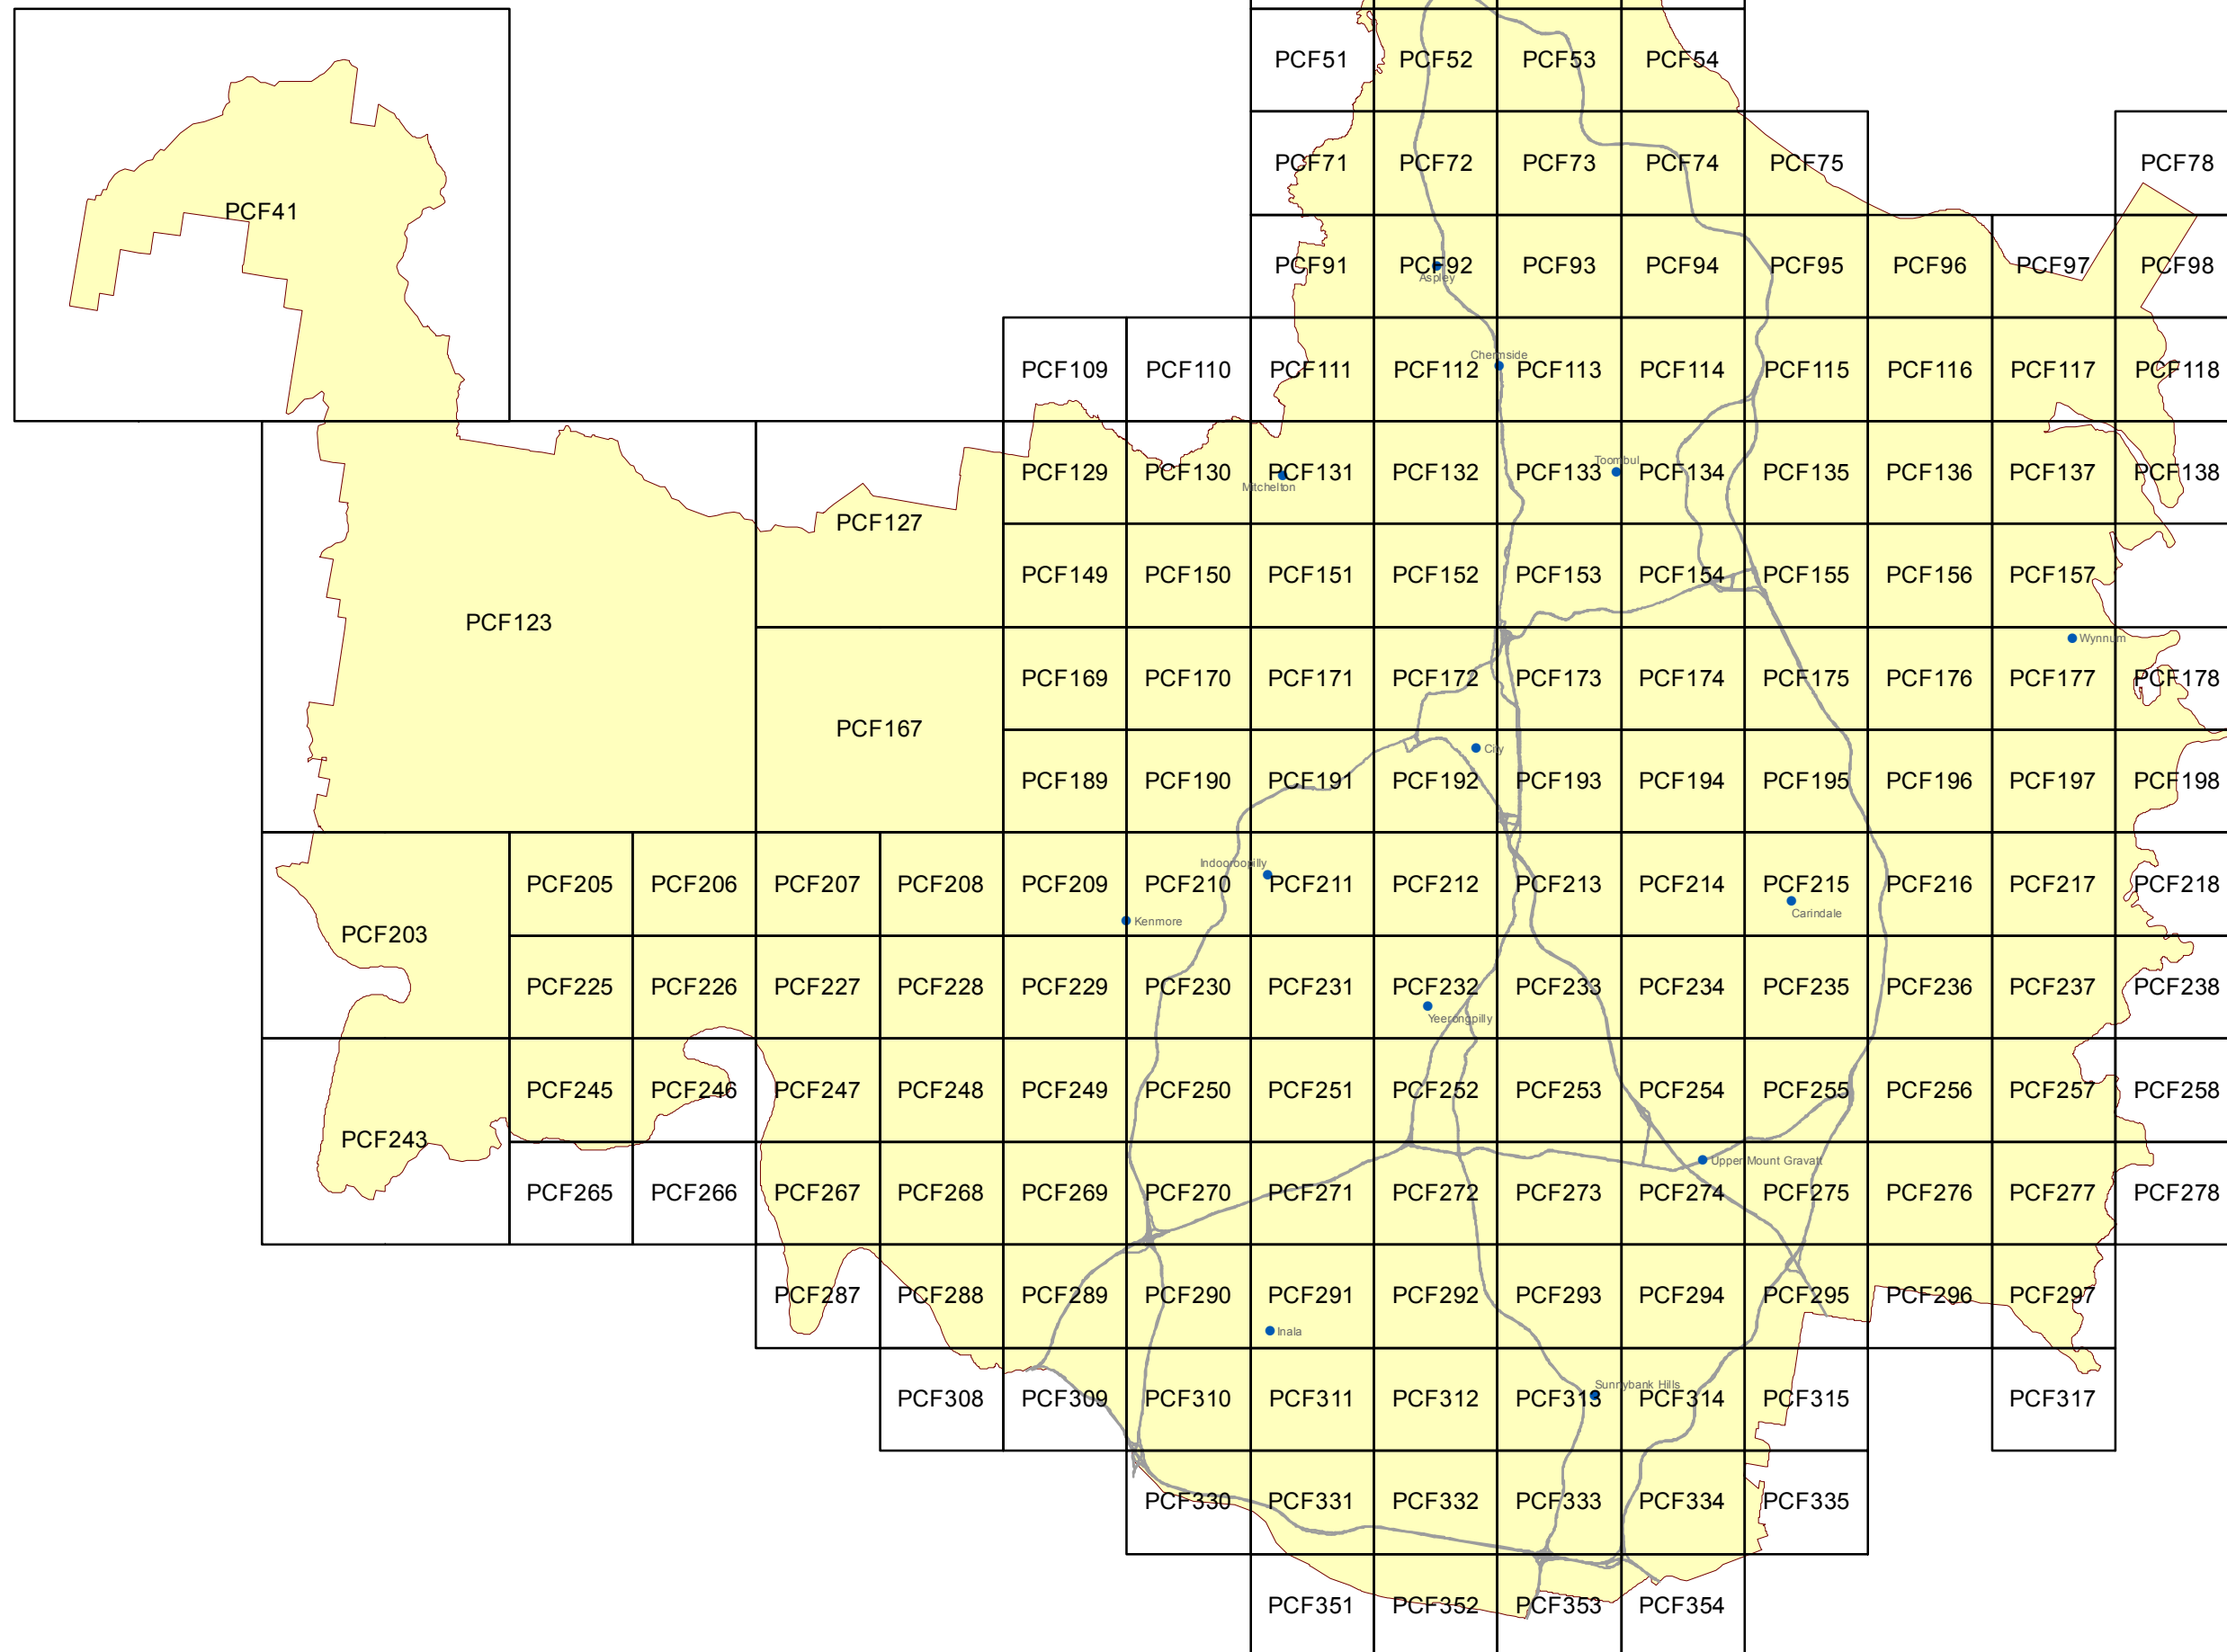 PCF51 PCF52 PCF53 PCF54
PCF71 PCF72 PCF73 PCF74 PCF75 PCF78
PCF41
PCF91 PCF92 PCF93 PCF94 PCF95 PCF96 PCF97 PCF98
Aspley
Chermside
PCF109 PCF110 PCF111 PCF112 PCF113 PCF114 PCF115 PCF116 PCF117 PCF118
Toombul
PCF129 PCF130 PCF131 PCF132 PCF133 PCF134 PCF135 PCF136 PCF137 PCF138
Mitchelton
PCF127
PCF149 PCF150 PCF151 PCF152 PCF153 PCF154 PCF155 PCF156 PCF157
PCF123
Wynnum
PCF169 PCF170 PCF171 PCF172 PCF173 PCF174 PCF175 PCF176 PCF177 PCF178
PCF167
City
PCF189 PCF190 PCF191 PCF192 PCF193 PCF194 PCF195 PCF196 PCF197 PCF198
Indooroopilly
PCF205 PCF206 PCF207 PCF208 PCF209 PCF210 PCF211 PCF212 PCF213 PCF214 PCF215 PCF216 PCF217 PCF218
Carindale
Kenmore
PCF203
PCF225 PCF226 PCF227 PCF228 PCF229 PCF230 PCF231 PCF232 PCF233 PCF234 PCF235 PCF236 PCF237 PCF238
Yeerongpilly
PCF245 PCF246 PCF247 PCF248 PCF249 PCF250 PCF251 PCF252 PCF253 PCF254 PCF255 PCF256 PCF257 PCF258
PCF243
Upper Mount Gravatt
PCF265 PCF266 PCF267 PCF268 PCF269 PCF270 PCF271 PCF272 PCF273 PCF274 PCF275 PCF276 PCF277 PCF278
PCF287 PCF288 PCF289 PCF290 PCF291 PCF292 PCF293 PCF294 PCF295 PCF296 PCF297
Inala
Sunnybank Hills
PCF308 PCF309 PCF310 PCF311 PCF312 PCF313 PCF314 PCF315 PCF317
PCF330 PCF331 PCF332 PCF333 PCF334 PCF335
PCF351 PCF352 PCF353 PCF354